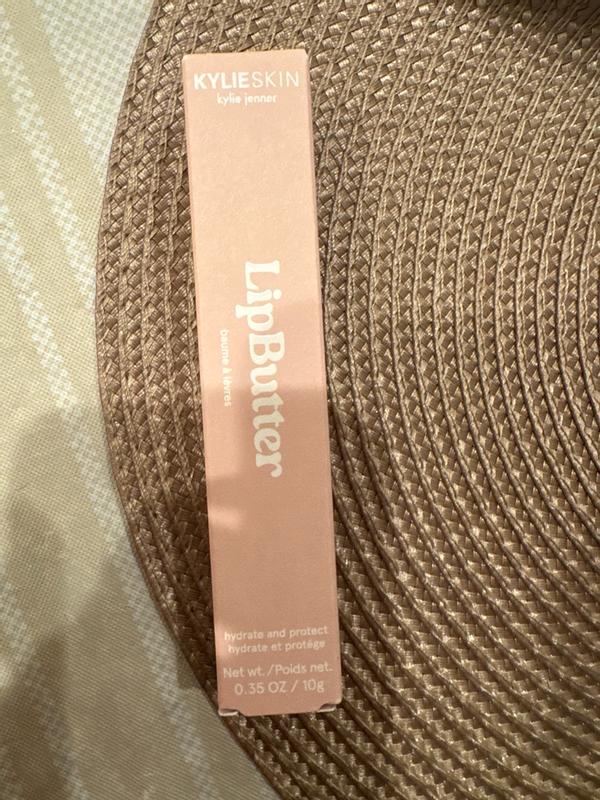 KYLIESKIN
kylie jenner
LipButter
baume à lèvres
hydrate and protect
hydrate et protége
Net wt./Poids net.
0.35 OZ / 10g